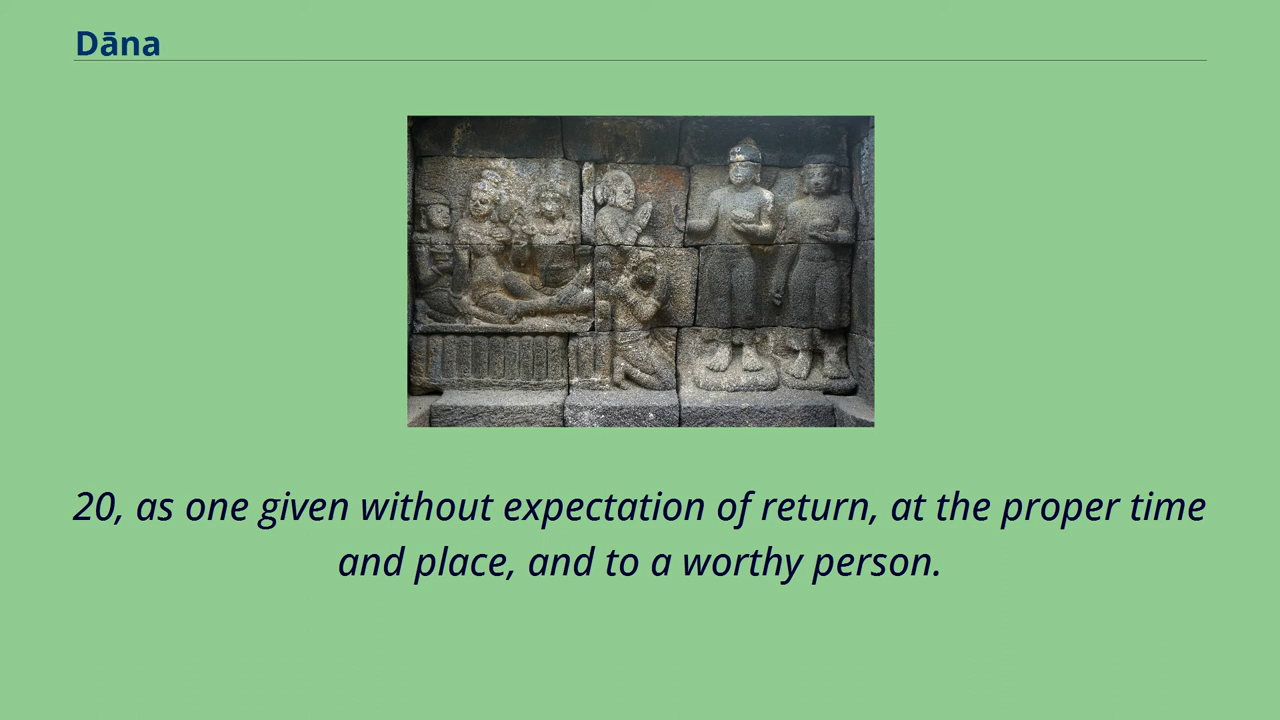 Dāna
20, as one given without expectation of return, at the proper time
and place, and to a worthy person.